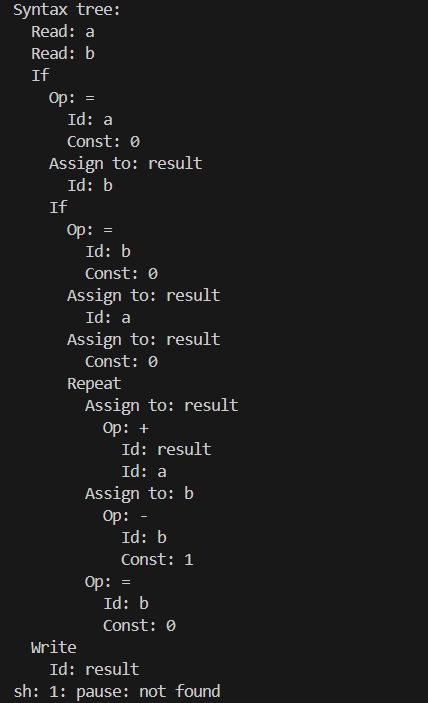 Syntax tree:
  Read: a
  Read: b
  If
    Op: =
      Id: a
      Const: 0
    Assign to: result
      Id: b
    If
      Op: =
        Id: b
        Const: 0
      Assign to: result
        Id: a
      Assign to: result
        Const: 0
      Repeat
        Assign to: result
          Op: +
            Id: result
            Id: a
        Assign to: b
          Op: -
            Id: b
            Const: 1
        Op: =
          Id: b
          Const: 0
  Write
    Id: result
sh: 1: pause: not found